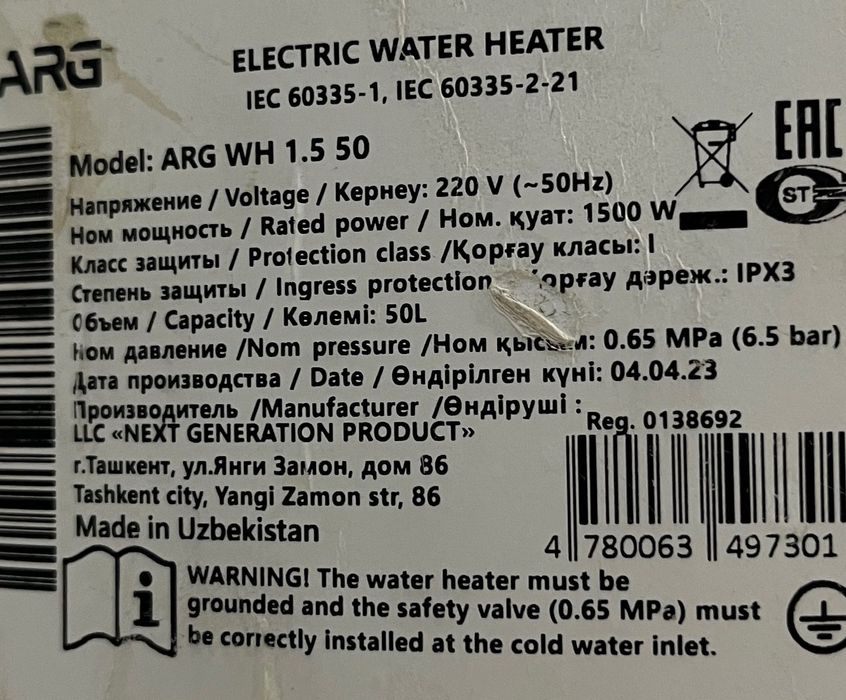 ARG
ELECTRIC WATER HEATER
IEC 60335-1, IEC 60335-2-21
Model: ARG WH 1.5 50
EAC
Напряжение / Voltage / Кернеу: 220 V (~50Hz)
ST
Ном мощность / Rated power / Ном. қуат: 1500 W
Класс защиты / Protection class /Қорғау класы: I
Степень защиты / Ingress protection Қорғау дәреж.: IPX3
Объем / Capacity / Көлемі: 50L
Ном давление /Nom pressure /Ном қысым: 0.65 MPa (6.5 bar)
Дата производства / Date / Өндірілген күні: 04.04.23
Производитель /Manufacturer /Өндіруші :
LLC «NEXT GENERATION PRODUCT»
Reg. 0138692
г.Ташкент, ул.Янги Замон, дом 86
Tashkent city, Yangi Zamon str, 86
Made in Uzbekistan
4 780063 497301
WARNING! The water heater must be
grounded and the safety valve (0.65 MPa) must
be correctly installed at the cold water inlet.